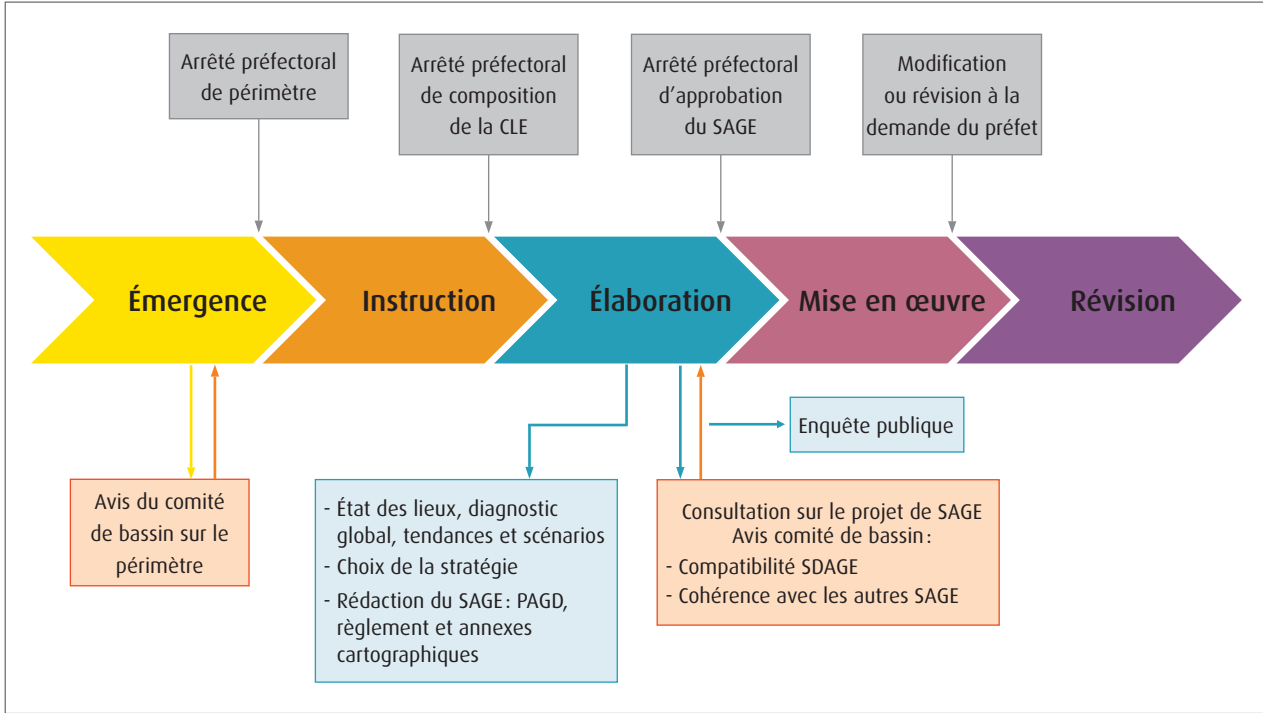 Arrêté préfectoral
de périmètre
Arrêté préfectoral
de composition
de la CLE
Arrêté préfectoral
d’approbation
du SAGE
Modification
ou révision à la
demande du préfet
Émergence
Instruction
Élaboration
Mise en œuvre
Révision
Avis du comité
de bassin sur le
périmètre
- État des lieux, diagnostic
global, tendances et scénarios
- Choix de la stratégie
- Rédaction du SAGE : PAGD,
règlement et annexes
cartographiques
Enquête publique
Consultation sur le projet de SAGE
Avis comité de bassin :
- Compatibilité SDAGE
- Cohérence avec les autres SAGE